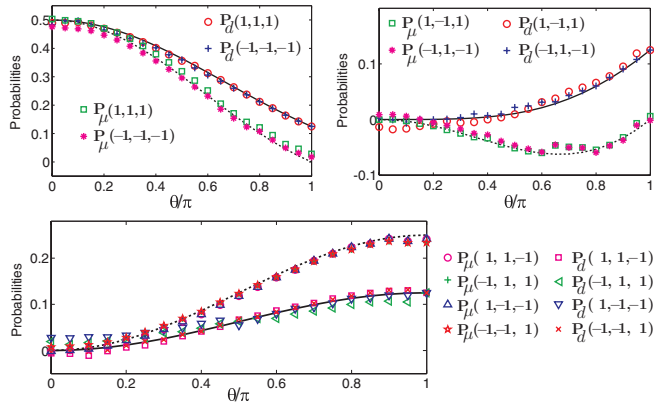 0.5
0.4
0.3
0.2
0.1
0
Probabilities
P_d(1,1,1)
P_d(-1,-1,-1)
P_μ(1,1,1)
P_μ(-1,-1,-1)
0 0.2 0.4 0.6 0.8 1
θ/π
0.1
0
-0.1
Probabilities
P_μ(1,-1,1) P_d(1,-1,1)
P_μ(-1,1,-1) P_d(-1,1,-1)
0 0.2 0.4 0.6 0.8 1
θ/π
0.2
0.1
0
Probabilities
0 0.2 0.4 0.6 0.8 1
θ/π
P_μ( 1, 1,-1) P_d( 1, 1,-1)
P_μ(-1, 1, 1) P_d(-1, 1, 1)
P_μ( 1,-1,-1) P_d( 1,-1,-1)
P_μ(-1,-1, 1) P_d(-1,-1, 1)